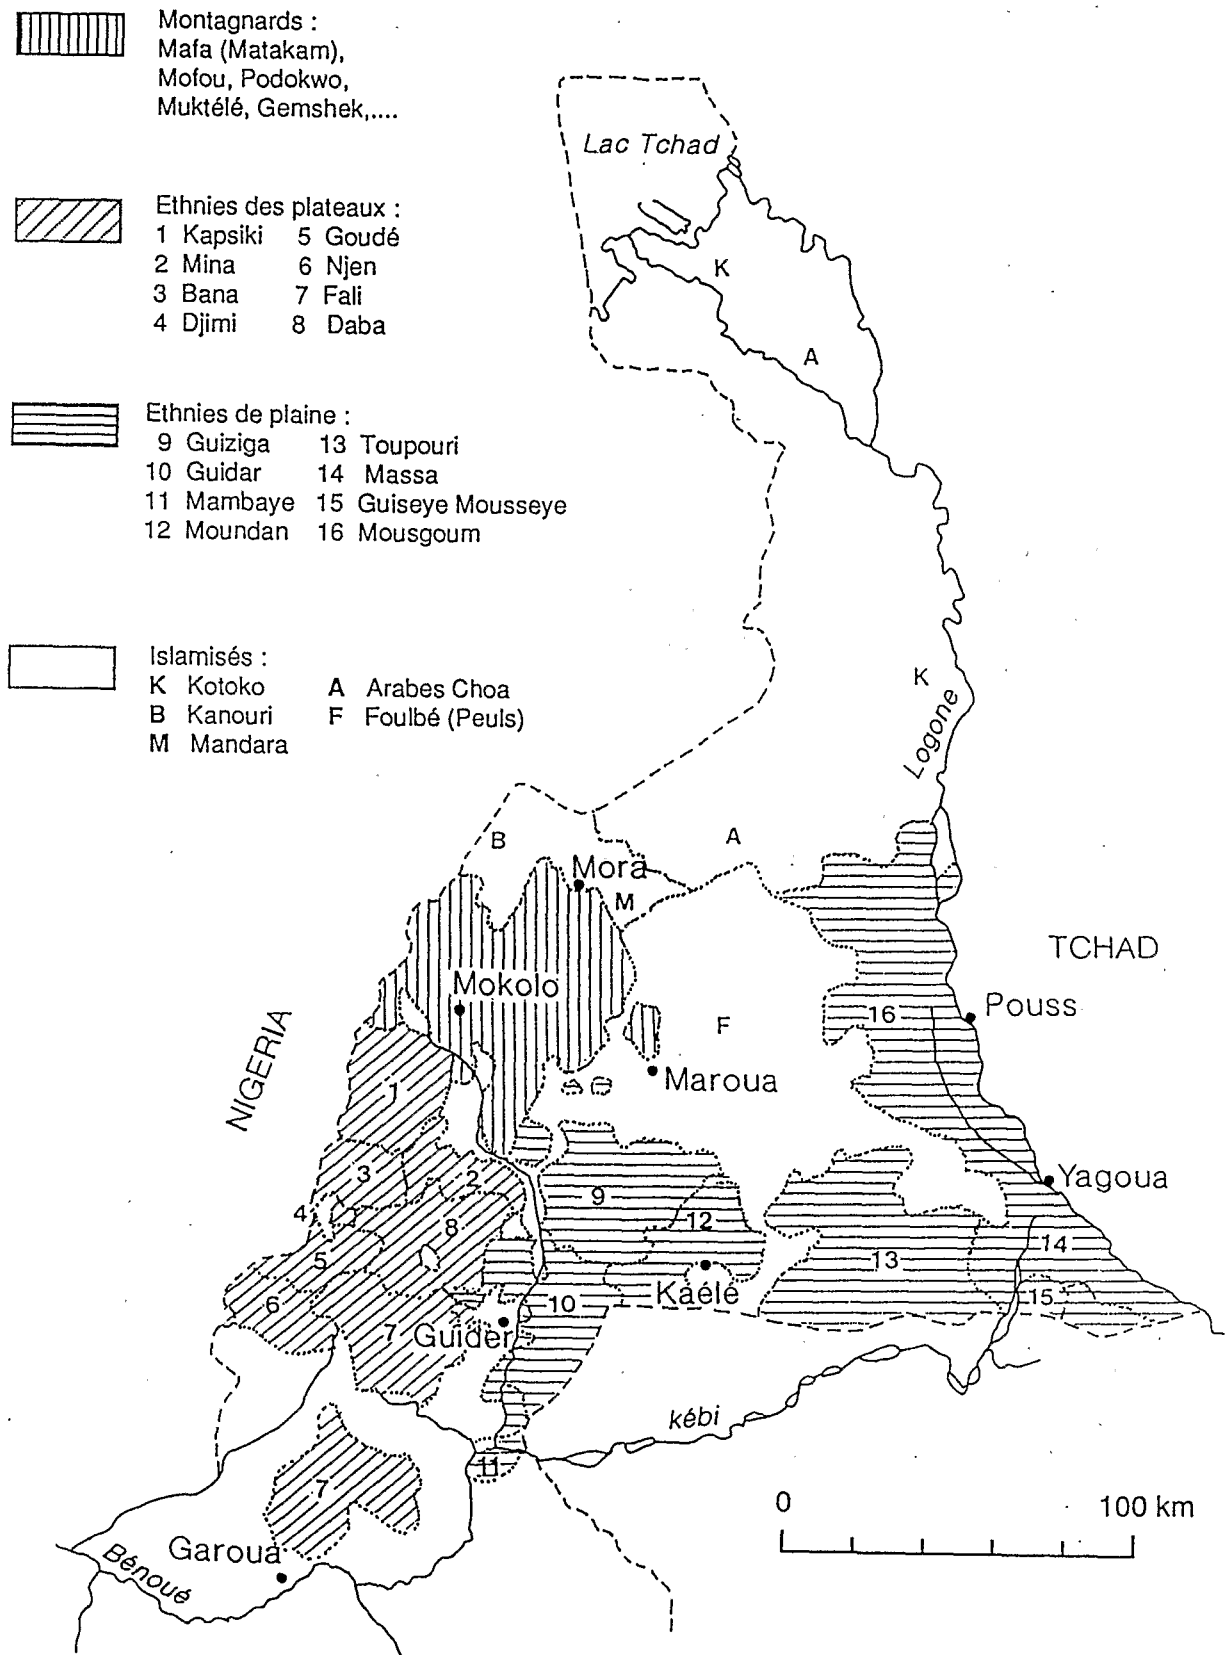 Montagnards :
Mafa (Matakam),
Mofou, Podokwo,
Muktélé, Gemshek,....
Ethnies des plateaux :
1 Kapsiki 5 Goudé
2 Mina 6 Njen
3 Bana 7 Fali
4 Djimi 8 Daba
Ethnies de plaine :
9 Guiziga 13 Toupouri
10 Guidar 14 Massa
11 Mambaye 15 Guiseye Mousseye
12 Moundan 16 Mousgoum
Islamisés :
K Kotoko A Arabes Choa
B Kanouri F Foulbé (Peuls)
M Mandara
Lac Tchad
K
A
K
Logone
B
A
Mora
M
TCHAD
Mokolo
16
Pouss
F
NIGERIA
Maroua
1
3
2
Yagoua
9
4
8
12
14
5
13
Kaélé
15
6
10
7
Guider
kébi
11
7
0 100 km
Garoua
Bénoué